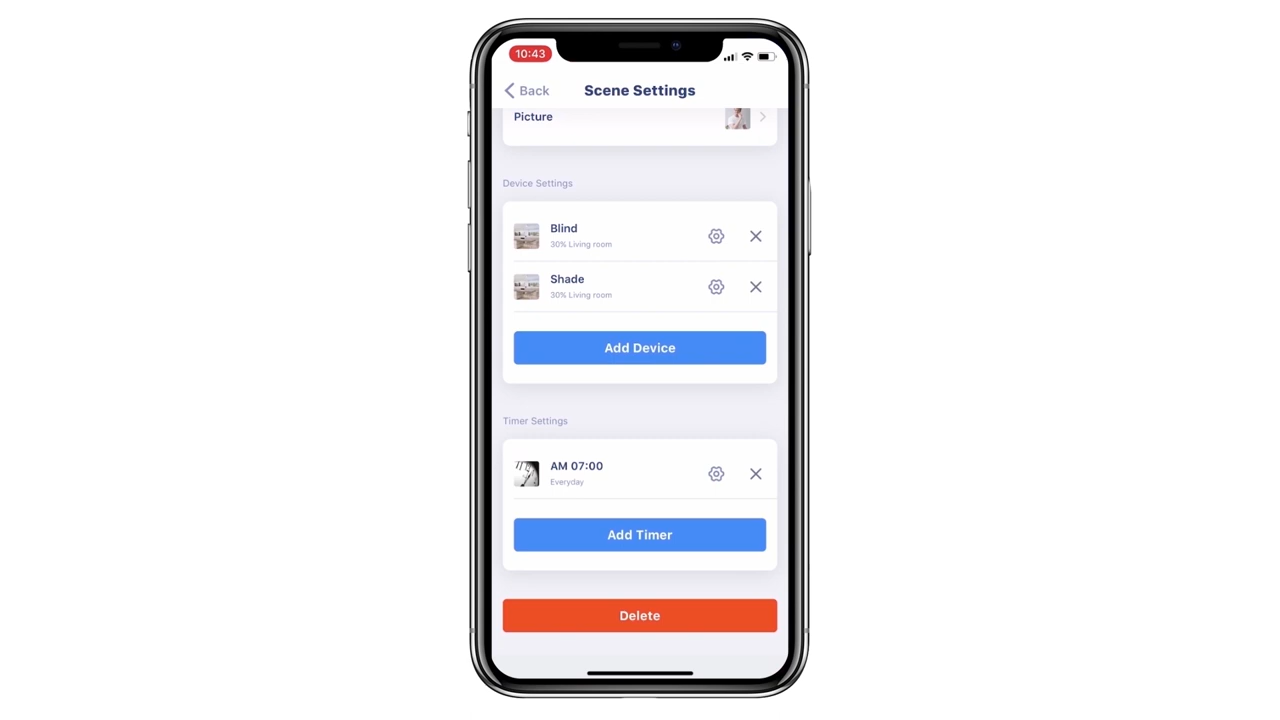 10:43
Back
Scene Settings
Picture
Device Settings
Blind
30% Living room
Shade
30% Living room
Add Device
Timer Settings
AM 07:00
Everyday
Add Timer
Delete